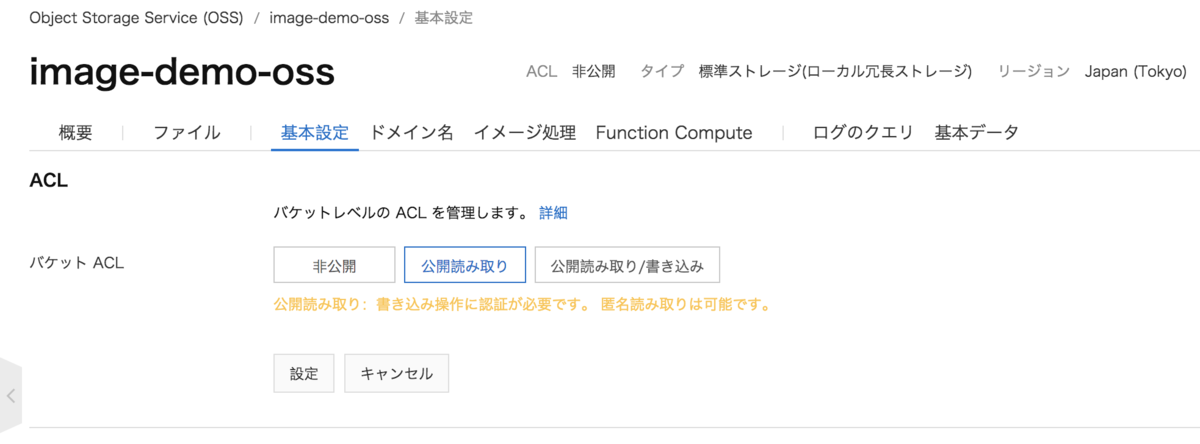 Object Storage Service (OSS) / image-demo-oss / 基本設定
image-demo-oss
ACL 非公開 タイプ 標準ストレージ(ローカル冗長ストレージ) リージョン Japan (Tokyo)
概要 ファイル 基本設定 ドメイン名 イメージ処理 Function Compute ログのクエリ 基本データ
ACL
バケットレベルの ACL を管理します。 詳細
バケット ACL
非公開 公開読み取り 公開読み取り/書き込み
公開読み取り：書き込み操作に認証が必要です。 匿名読み取りは可能です。
設定 キャンセル